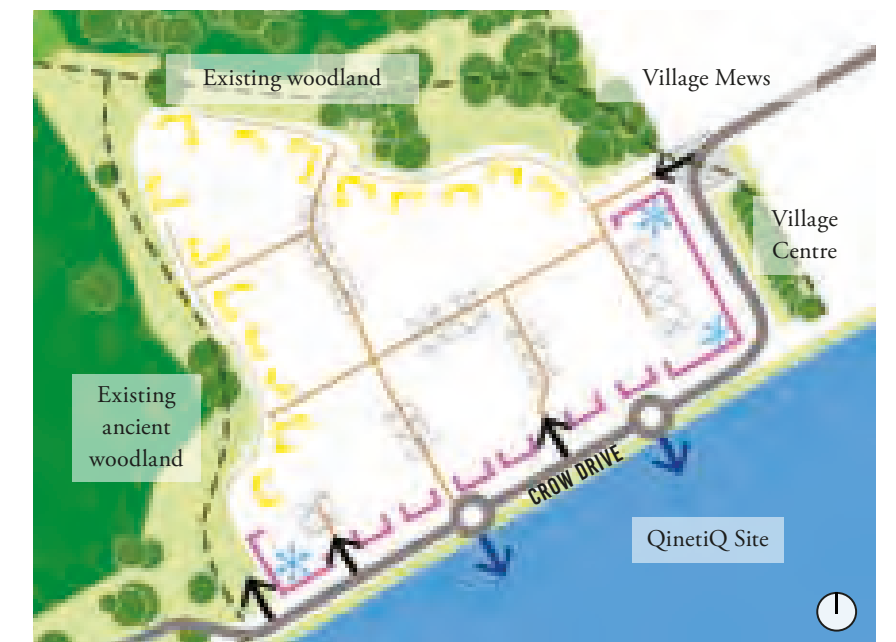 Existing woodland
Village Mews
Village
Centre
Existing
ancient
woodland
CROW DRIVE
QinetiQ Site